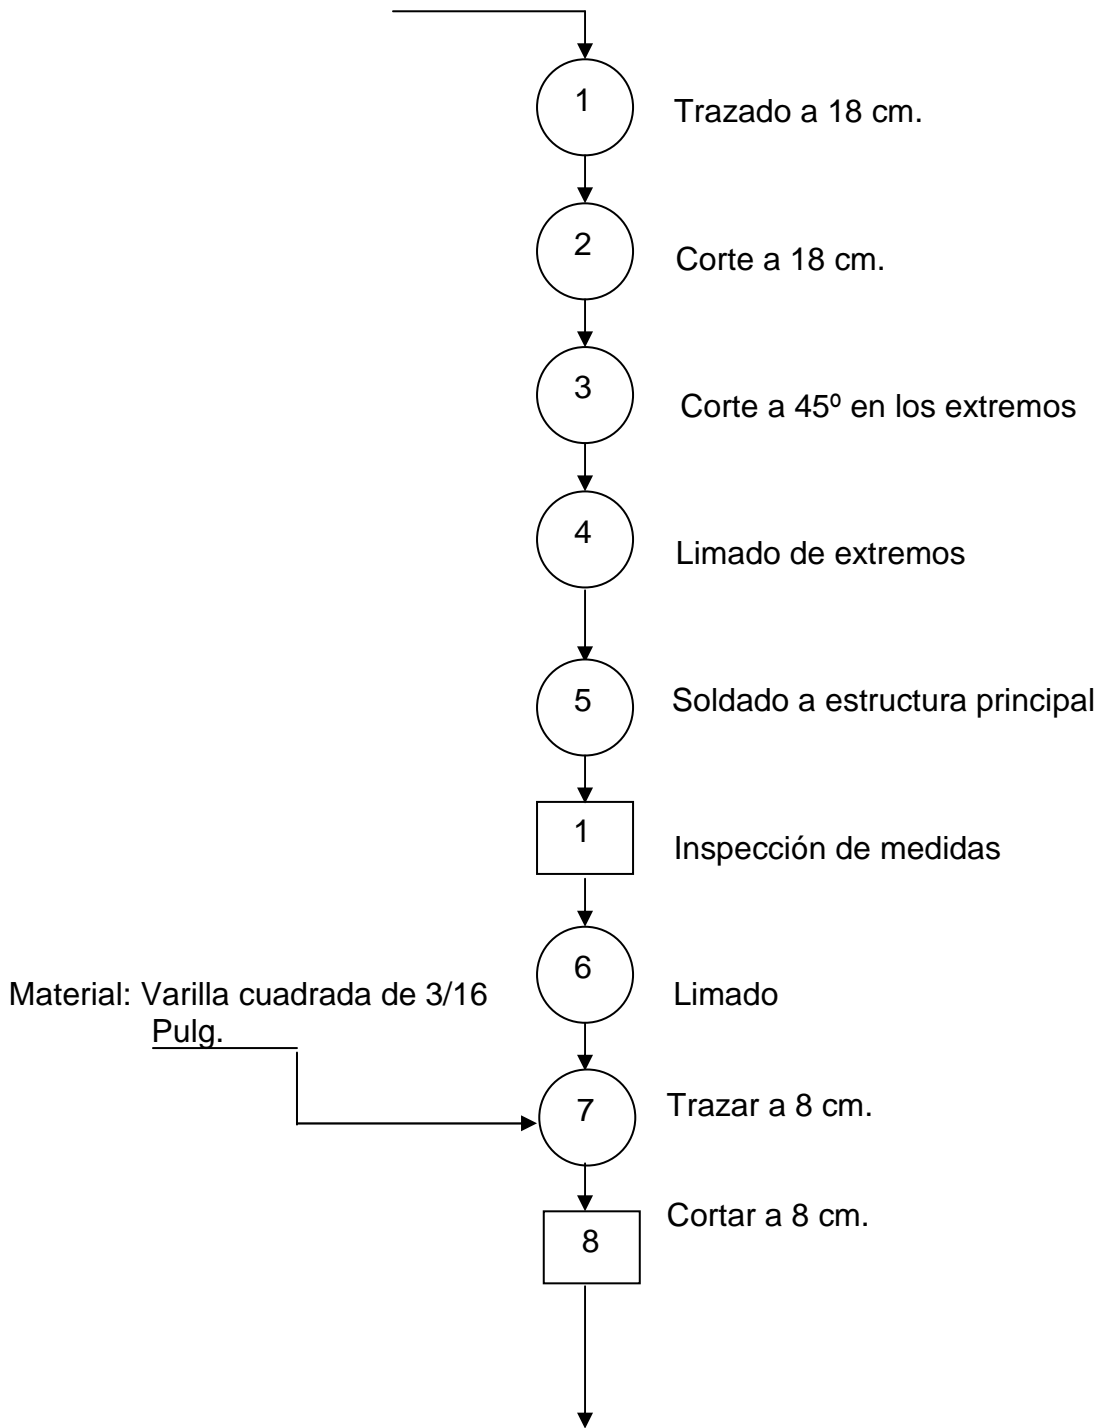 1
Trazado a 18 cm.
2
Corte a 18 cm.
3
Corte a 45º en los extremos
4
Limado de extremos
5
Soldado a estructura principal
1
Inspección de medidas
6
Limado
Material: Varilla cuadrada de 3/16
Pulg.
7
Trazar a 8 cm.
8
Cortar a 8 cm.